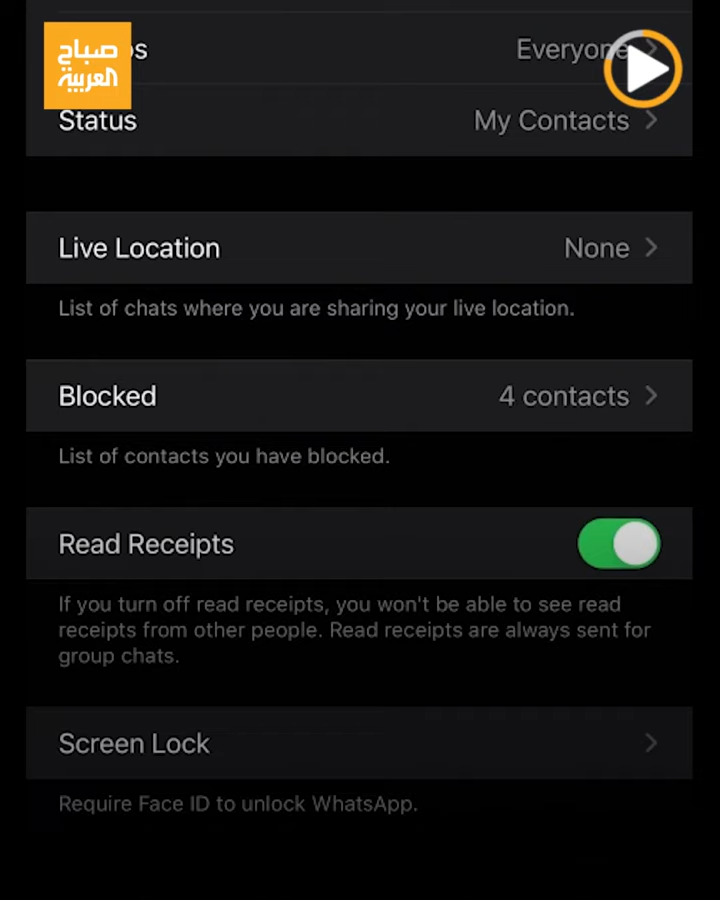 صباح
العربية
Everyone
Status
My Contacts
Live Location
None
List of chats where you are sharing your live location.
Blocked
4 contacts
List of contacts you have blocked.
Read Receipts
If you turn off read receipts, you won't be able to see read
receipts from other people. Read receipts are always sent for
group chats.
Screen Lock
Require Face ID to unlock WhatsApp.